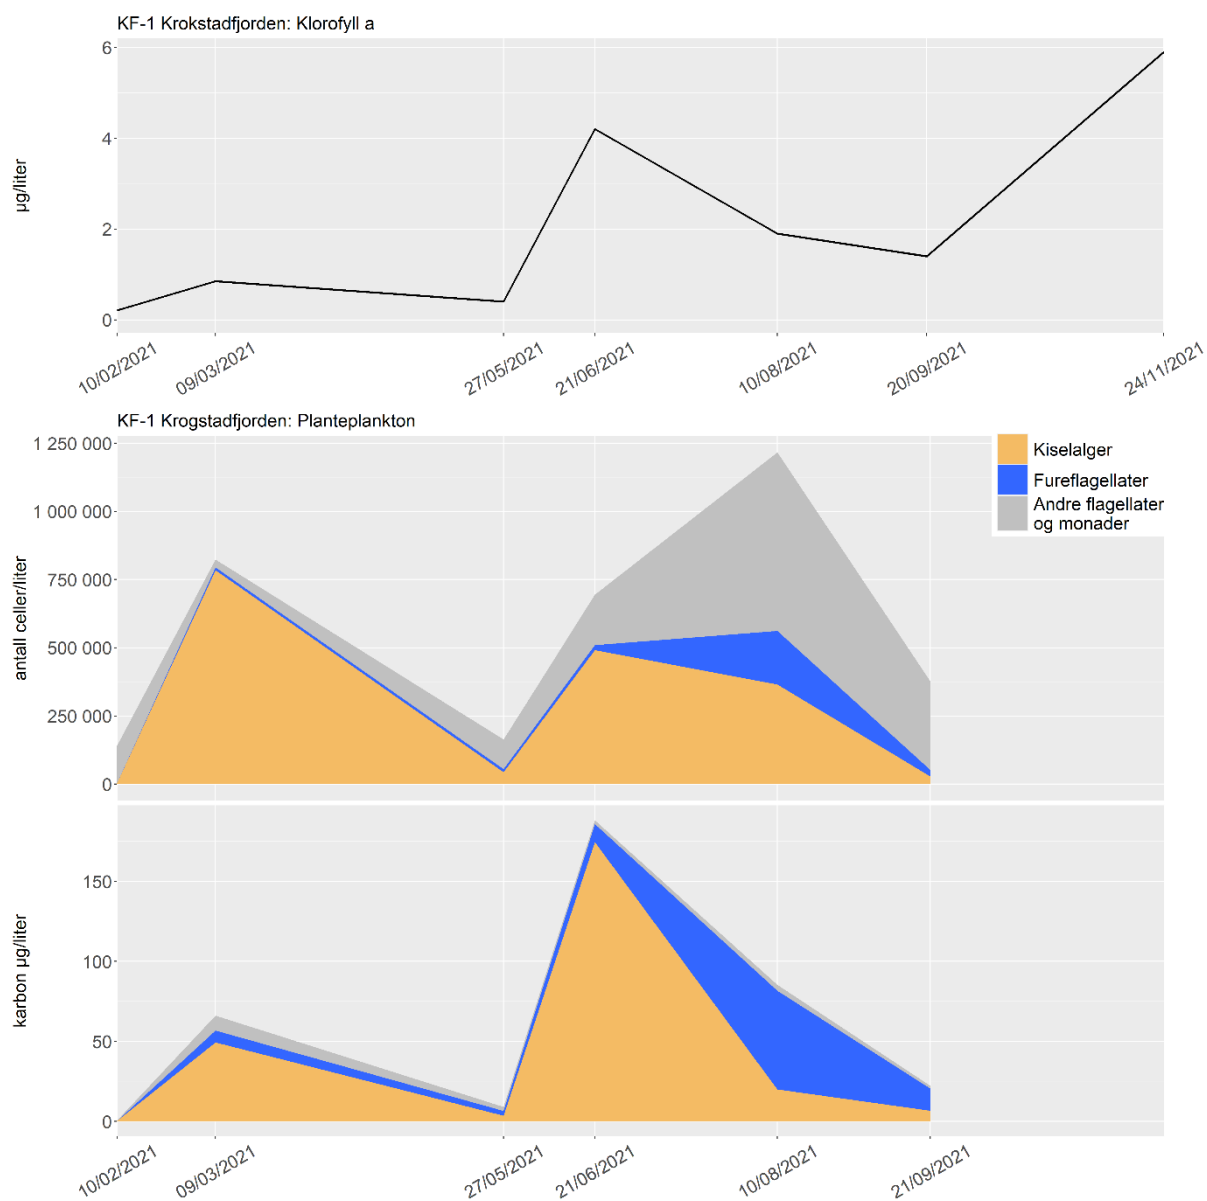 KF-1 Krokstadfjorden: Klorofyll a
6
4
2
0
µg/liter
10/02/2021
09/03/2021
27/05/2021
21/06/2021
10/08/2021
20/09/2021
24/11/2021
KF-1 Krogstadfjorden: Planteplankton
1 250 000
1 000 000
750 000
500 000
250 000
0
antall celler/liter
Kiselalger
Fureflagellater
Andre flagellater
og monader
150
100
50
0
karbon µg/liter
10/02/2021
09/03/2021
27/05/2021
21/06/2021
10/08/2021
21/09/2021